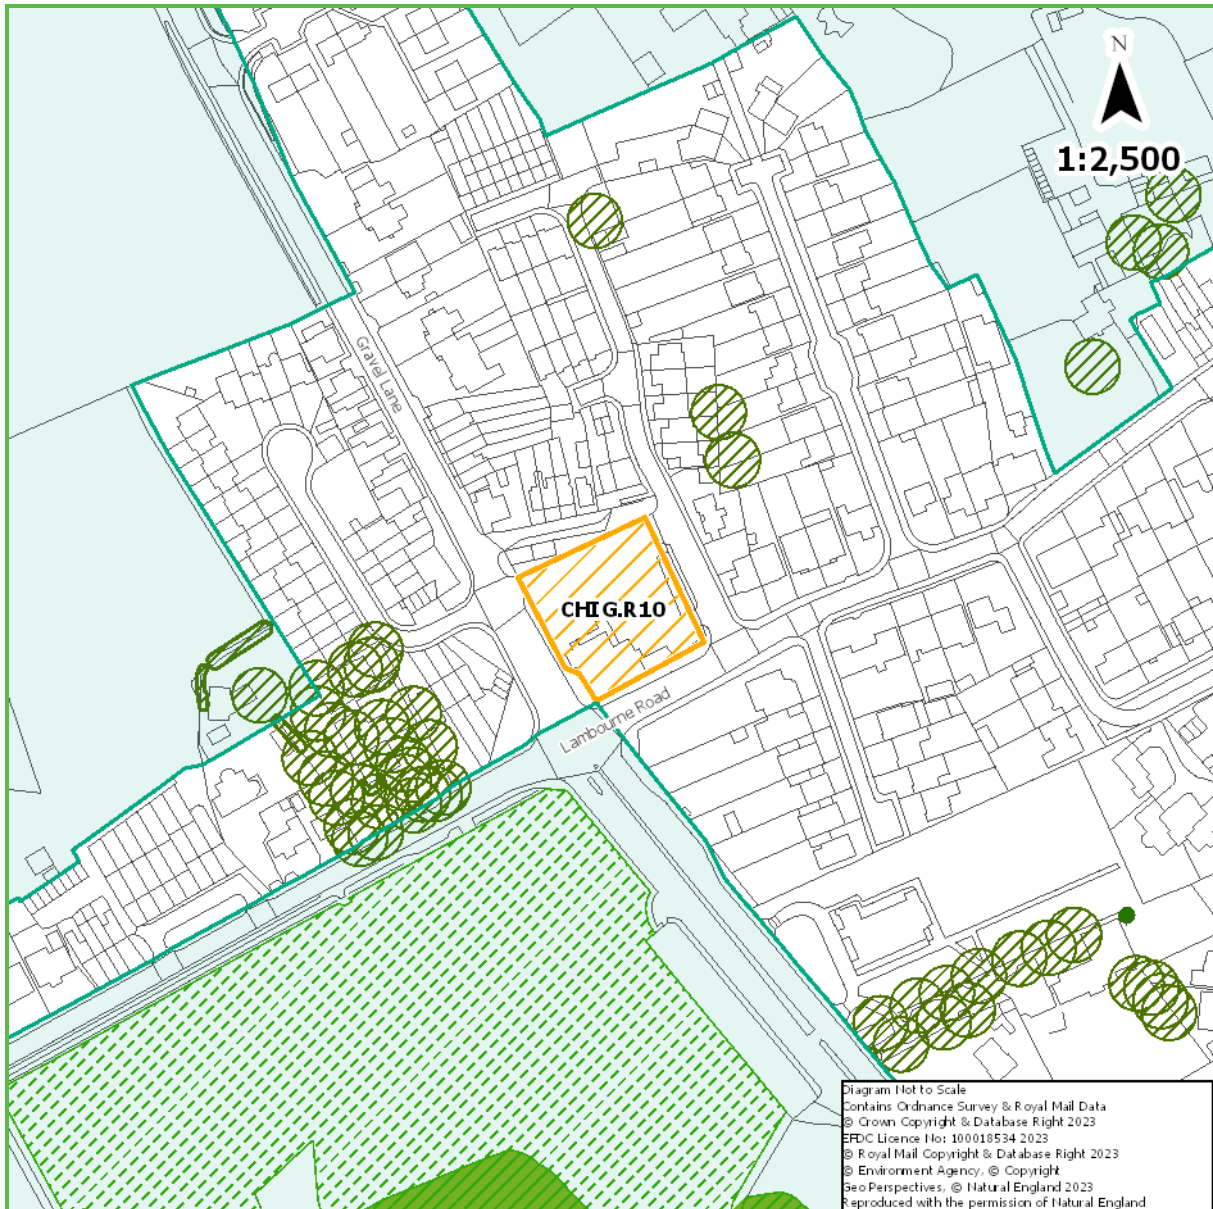 N
1:2,500
Gravel Lane
CHIG.R10
Lambourne Road
Diagram Not to Scale
Contains Ordnance Survey & Royal Mail Data
© Crown Copyright & Database Right 2023
EFDC Licence No: 100018534 2023
© Royal Mail Copyright & Database Right 2023
© Environment Agency, © Copyright
Geo Perspectives, © Natural England 2023
Reproduced with the permission of Natural England